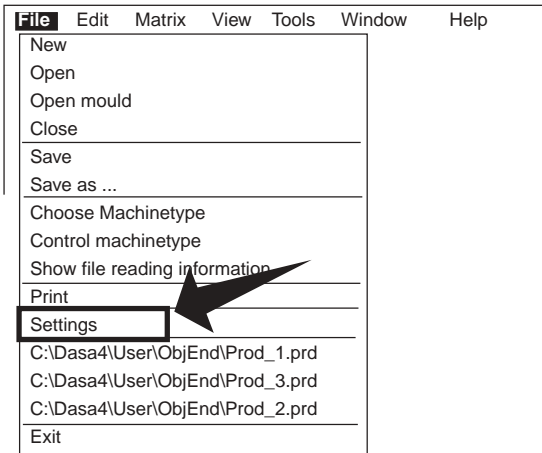 File Edit Matrix View Tools Window Help
New
Open
Open mould
Close
Save
Save as ...
Choose Machinetype
Control machinetype
Show file reading information
Print
Settings
C:\Dasa4\User\ObjEnd\Prod_1.prd
C:\Dasa4\User\ObjEnd\Prod_3.prd
C:\Dasa4\User\ObjEnd\Prod_2.prd
Exit